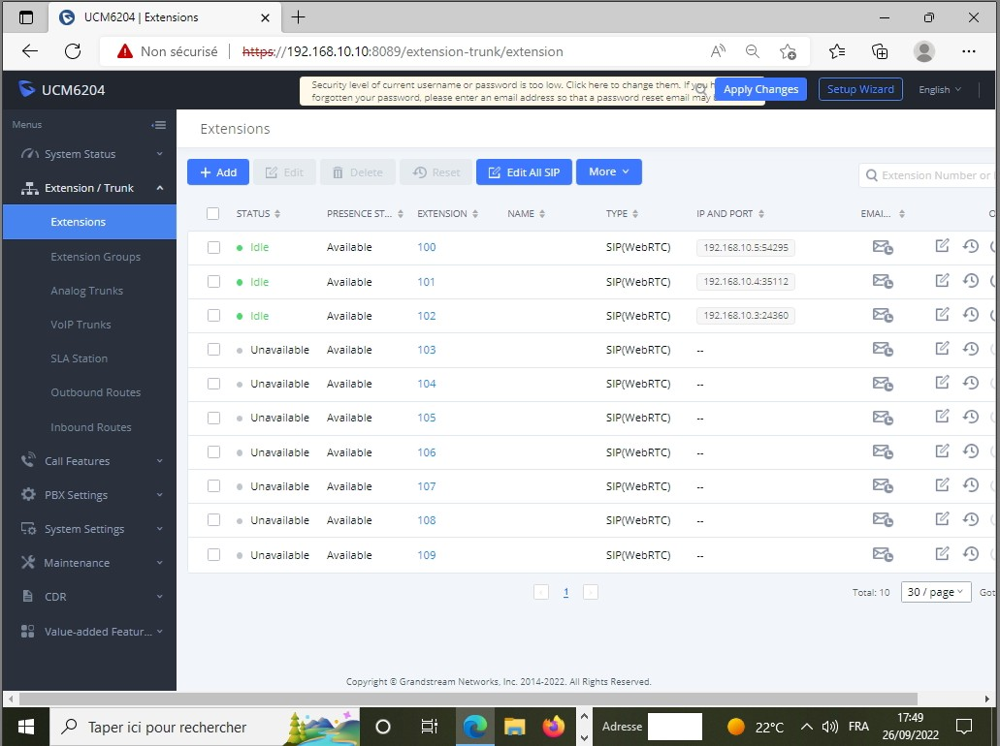 UCM6204 | Extensions
Non sécurisé https://192.168.10.10:8089/extension-trunk/extension
UCM6204
Security level of current username or password is too low. Click here to change them. If you h
forgotten your password, please enter an email address so that a password reset email may
Apply Changes Setup Wizard English
Menus
Extensions
System Status
Add Edit Delete Reset Edit All SIP More
Extension Number or
Extension / Trunk
STATUS PRESENCE ST... EXTENSION NAME TYPE IP AND PORT EMAI...
Extensions
Idle Available 100 SIP(WebRTC) 192.168.10.5:54295
Extension Groups
Idle Available 101 SIP(WebRTC) 192.168.10.4:35112
Analog Trunks
Idle Available 102 SIP(WebRTC) 192.168.10.3:24360
VoIP Trunks
Unavailable Available 103 SIP(WebRTC) --
SLA Station
Unavailable Available 104 SIP(WebRTC) --
Outbound Routes
Unavailable Available 105 SIP(WebRTC) --
Inbound Routes
Unavailable Available 106 SIP(WebRTC) --
Call Features
Unavailable Available 107 SIP(WebRTC) --
PBX Settings
Unavailable Available 108 SIP(WebRTC) --
System Settings
Unavailable Available 109 SIP(WebRTC) --
Maintenance
CDR
1 Total: 10 30 / page Got
Value-added Featur...
Copyright © Grandstream Networks, Inc. 2014-2022. All Rights Reserved.
Taper ici pour rechercher Adresse 22°C FRA 17:49
26/09/2022